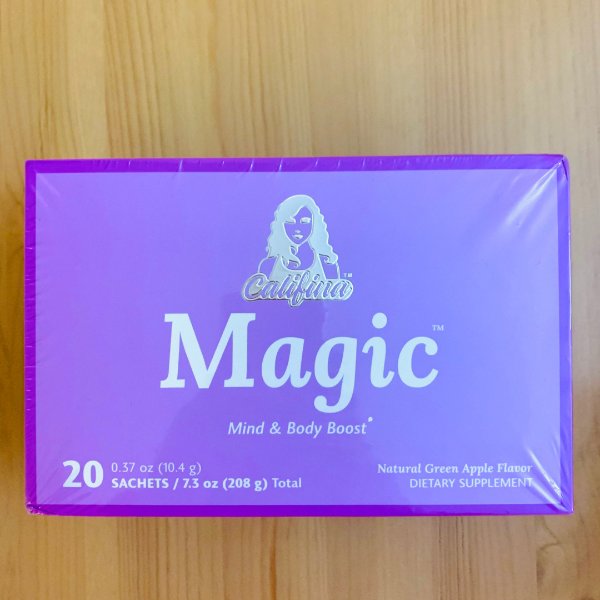 Califina™
Magic™
Mind & Body Boost*
20 0.37 oz (10.4 g)
SACHETS / 7.3 oz (208 g) Total
Natural Green Apple Flavor
DIETARY SUPPLEMENT